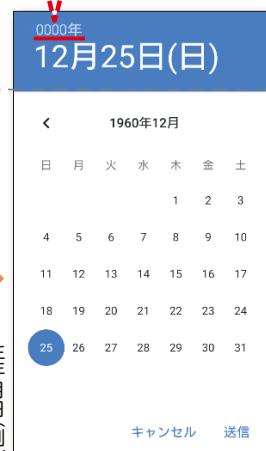 0000年
12月25日(日)
1960年12月
日 月 火 水 木 金 土
1 2 3
4 5 6 7 8 9 10
11 12 13 14 15 16 17
18 19 20 21 22 23 24
25 26 27 28 29 30 31
キャンセル 送信